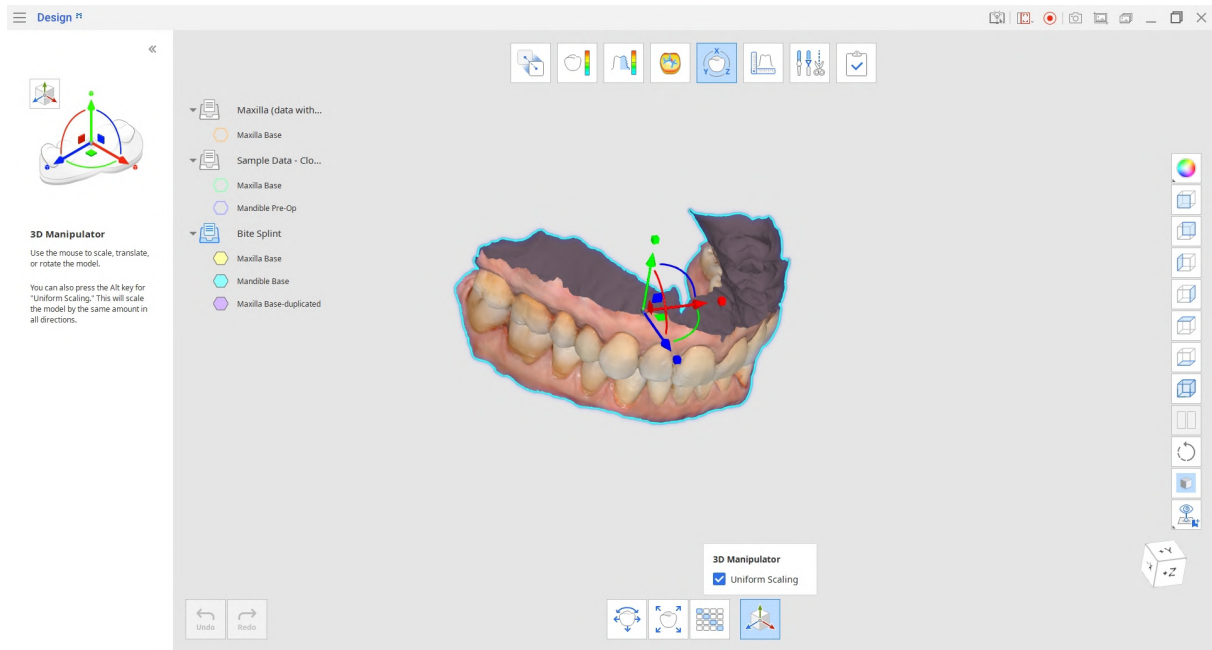 Design
3D Manipulator
Use the mouse to scale, translate,
or rotate the model.
You can also press the Alt key for
"Uniform Scaling." This will scale
the model by the same amount in
all directions.
X
Y
Z
Maxilla (data with...
Maxilla Base
Sample Data - Clo...
Maxilla Base
Mandible Pre-Op
Bite Splint
Maxilla Base
Mandible Base
Maxilla Base-duplicated
3D Manipulator
Uniform Scaling
Undo
Redo
+Z